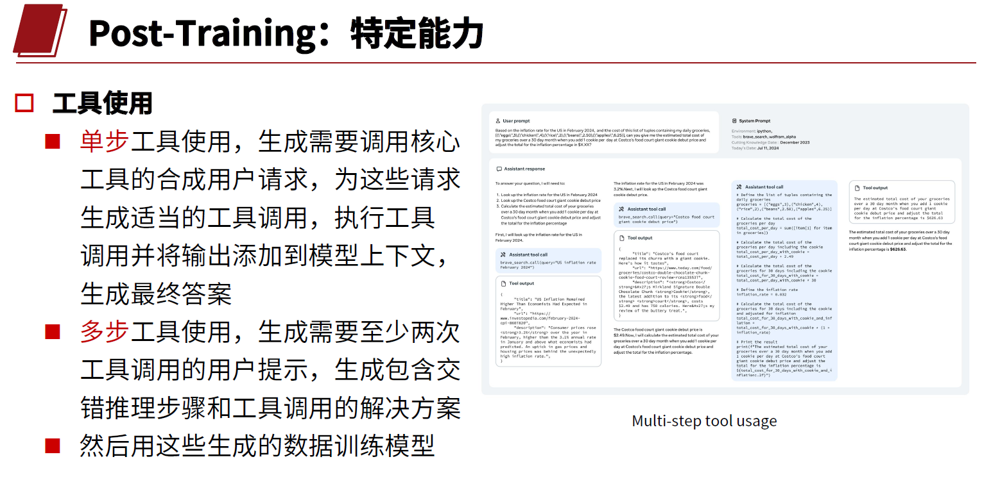 Post-Training：特定能力
工具使用
单步工具使用，生成需要调用核心
工具的合成用户请求，为这些请求
生成适当的工具调用，执行工具
调用并将输出添加到模型上下文，
生成最终答案
多步工具使用，生成需要至少两次
工具调用的用户提示，生成包含交
错推理步骤和工具调用的解决方案
然后用这些生成的数据训练模型
User prompt
Based on the inflation rate for the US in February 2024, and the cost of this list of tuples containing my daily groceries,
[(\"eggs\",3),(\"chicken\",4),(\"rice\",2),(\"beans\",2.50),(\"apples\",6.25)], can you give me the estimated total cost of
my groceries over a 30 day month when you add 1 cookie per day at Costco's food court giant cookie debut price and
adjust the total for the inflation percentage in $X.XX?
System Prompt
Environment: ipython,
Tools: brave_search, wolfram_alpha
Cutting Knowledge Date: : December 2023
Today's Date: Jul 11, 2024
Assistant response
To answer your question, I will need to:
1. Look up the inflation rate for the US in February 2024
2. Look up the Costco food court giant cookie debut price
3. Calculate the estimated total cost of your groceries
over a 30 day month when you add 1 cookie per day at
Costco's food court giant cookie debut price and adjust
the total for the inflation percentage
First, I will look up the inflation rate for the US in
February 2024.
Assistant tool call
brave_search.call(query="US inflation rate
February 2024")
Tool output
{
"title": "US Inflation Remained
Higher Than Economists Had Expected in
February",
"url": "https://
www.investopedia.com/february-2024-
cpi-8607820",
"description": "Consumer prices rose
<strong>3.2%</strong> over the year in
February, higher than the 3.1% annual rate
in January and above what economists had
predicted. An uptick in gas prices and
housing prices was behind the unexpectedly
high inflation rate.",
}
The inflation rate for the US in February 2024 was
3.2%.Next, I will look up the Costco food court giant
cookie debut price.
Assistant tool call
brave_search.call(query="Costco food court
giant cookie debut price")
Tool output
{
"title": "Costco's food court
replaced its churro with a giant cookie.
Here's how it tastes",
"url": "https://www.today.com/food/
groceries/costco-double-chocolate-chunk-
cookie-food-court-review-rcna135537",
"description": "<strong>Costco</
strong>&#x27;s Kirkland Signature Double
Chocolate Chunk <strong>Cookie</strong>,
the latest addition to its <strong>food</
strong> <strong>court</strong>, costs
$2.49 and has 750 calories. Here&#x27;s my
review of the buttery treat.",
}
The Costco food court giant cookie debut price is
$2.49.Now, I will calculate the estimated total cost of your
groceries over a 30 day month when you add 1 cookie per
day at Costco's food court giant cookie debut price and
adjust the total for the inflation percentage.
Assistant tool call
# Define the list of tuples containing the
daily groceries
groceries = [("eggs",3),("chicken",4),
("rice",2),("beans",2.50),("apples",6.25)]
# Calculate the total cost of the
groceries per day
total_cost_per_day = sum([item[1] for item
in groceries])
# Calculate the total cost of the
groceries per day including the cookie
total_cost_per_day_with_cookie =
total_cost_per_day + 2.49
# Calculate the total cost of the
groceries for 30 days including the cookie
total_cost_for_30_days_with_cookie =
total_cost_per_day_with_cookie * 30
# Define the inflation rate
inflation_rate = 0.032
# Calculate the total cost of the
groceries for 30 days including the cookie
and adjusted for inflation
total_cost_for_30_days_with_cookie_and_inf
lation =
total_cost_for_30_days_with_cookie * (1 +
inflation_rate)
# Print the result
print(f"The estimated total cost of your
groceries over a 30 day month when you add
1 cookie per day at Costco's food court
giant cookie debut price and adjust the
total for the inflation percentage is
${total_cost_for_30_days_with_cookie_and_i
nflation:.2f}")
Tool output
The estimated total cost of your groceries
over a 30 day month when you add 1 cookie
per day at Costco's food court giant
cookie debut price and adjust the total
for the inflation percentage is $626.63
The estimated total cost of your groceries over a 30 day
month when you add 1 cookie per day at Costco's food
court giant cookie debut price and adjust the total for the
inflation percentage is $626.63.
Multi-step tool usage